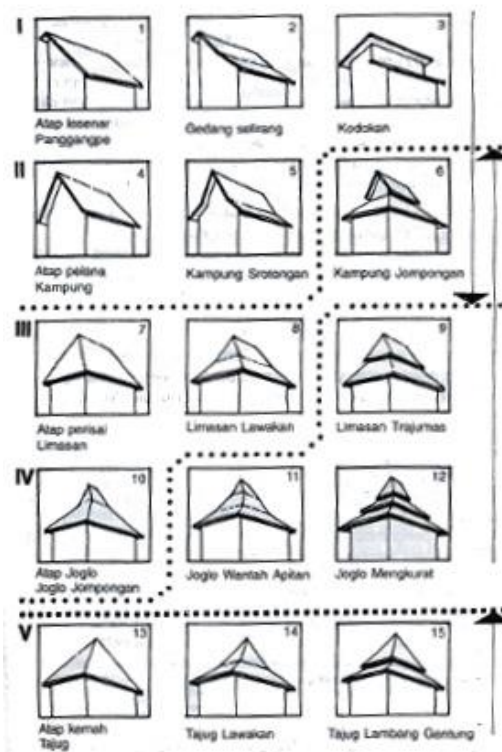 I
1
2
3
Atap lesenar
Panggangpe
Gedang selirang
Kodokan
II
4
5
6
Atap pelana
Kampung
Kampung Srotongan
Kampung Jompongan
III
7
8
9
Atap perisai
Limasan
Limasan Lawakan
Limasan Trajumas
IV
10
11
12
Atap Joglo
Joglo Jompongan
Joglo Wantah Apitan
Joglo Mengkurat
V
13
14
15
Atap kemah
Tajug
Tajug Lawakan
Tajug Lambang Gentung